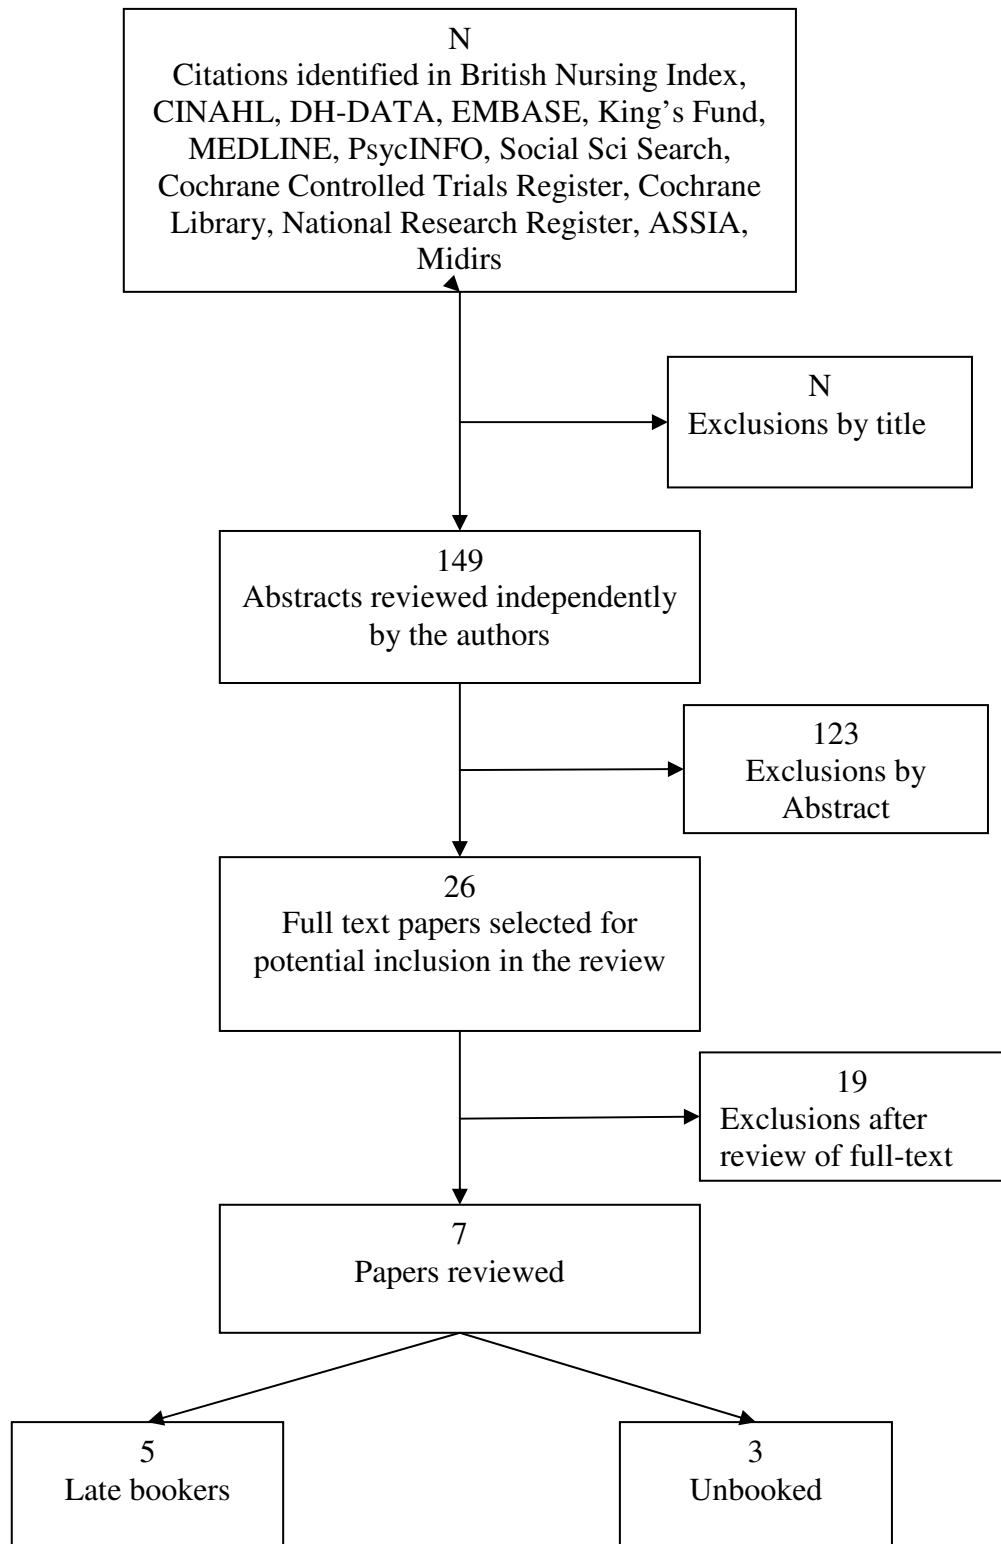 N
Citations identified in British Nursing Index,
CINAHL, DH-DATA, EMBASE, King’s Fund,
MEDLINE, PsycINFO, Social Sci Search,
Cochrane Controlled Trials Register, Cochrane
Library, National Research Register, ASSIA,
Midirs
N
Exclusions by title
149
Abstracts reviewed independently
by the authors
123
Exclusions by
Abstract
26
Full text papers selected for
potential inclusion in the review
19
Exclusions after
review of full-text
7
Papers reviewed
5
Late bookers
3
Unbooked